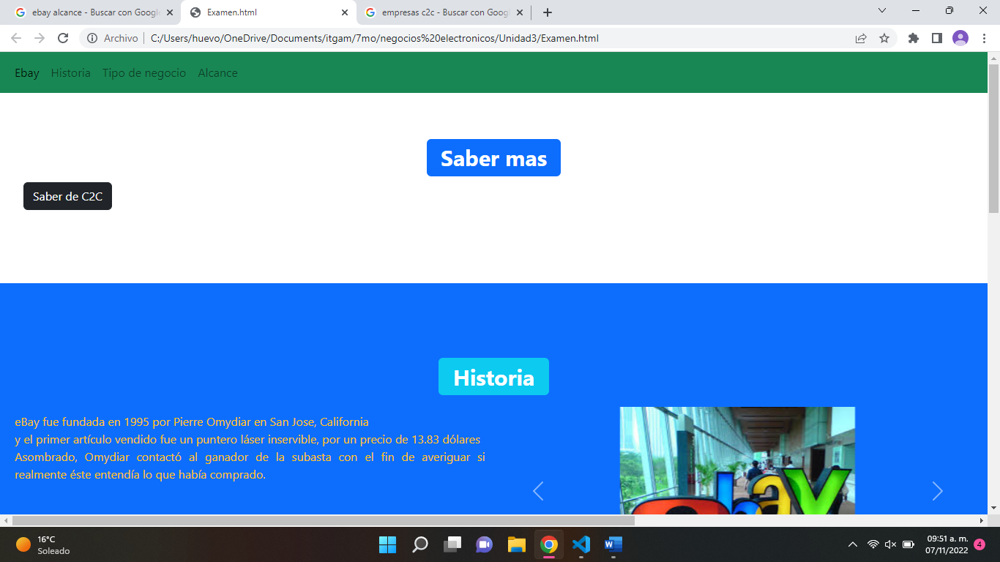 ebay alcance - Buscar con Googl
Examen.html
empresas c2c - Buscar con Googl
Archivo
C:/Users/huevo/OneDrive/Documents/itgam/7mo/negocios%20electronicos/Unidad3/Examen.html
Ebay Historia Tipo de negocio Alcance
Saber mas
Saber de C2C
Historia
eBay fue fundada en 1995 por Pierre Omydiar en San Jose, California
y el primer artículo vendido fue un puntero láser inservible, por un precio de 13.83 dólares
Asombrado, Omydiar contactó al ganador de la subasta con el fin de averiguar si
realmente éste entendía lo que había comprado.
ebay
16°C
Soleado
09:51 a. m.
07/11/2022
4